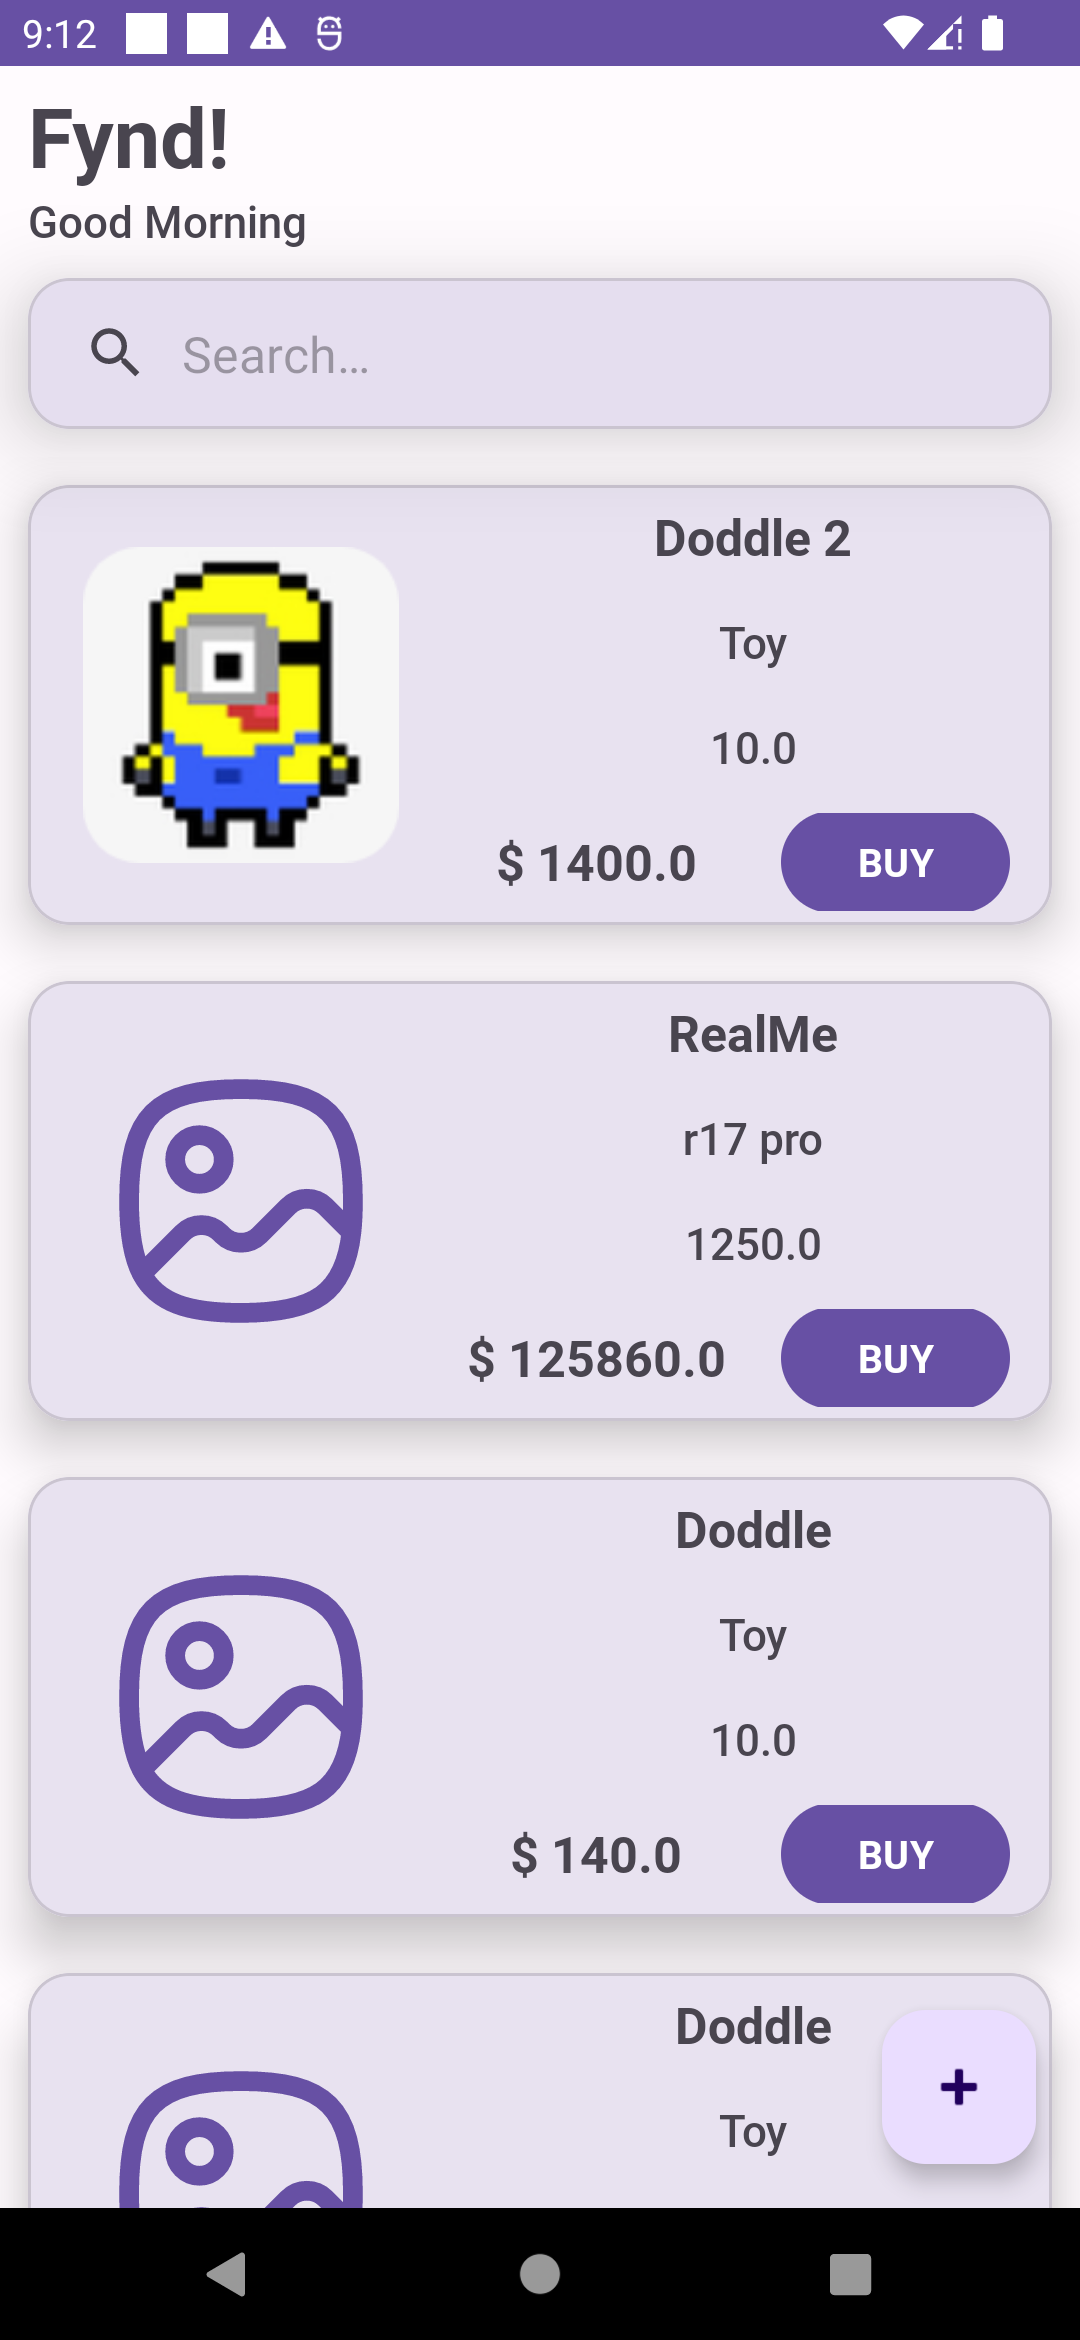 9:12
Fynd!
Good Morning
Search...
Doddle 2
Toy
10.0
$ 1400.0
BUY
RealMe
r17 pro
1250.0
$ 125860.0
BUY
Doddle
Toy
10.0
$ 140.0
BUY
Doddle
Toy
+